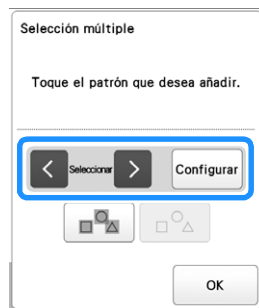 Selección múltiple
Toque el patrón que desea añadir.
Seleccionar
Configurar
OK